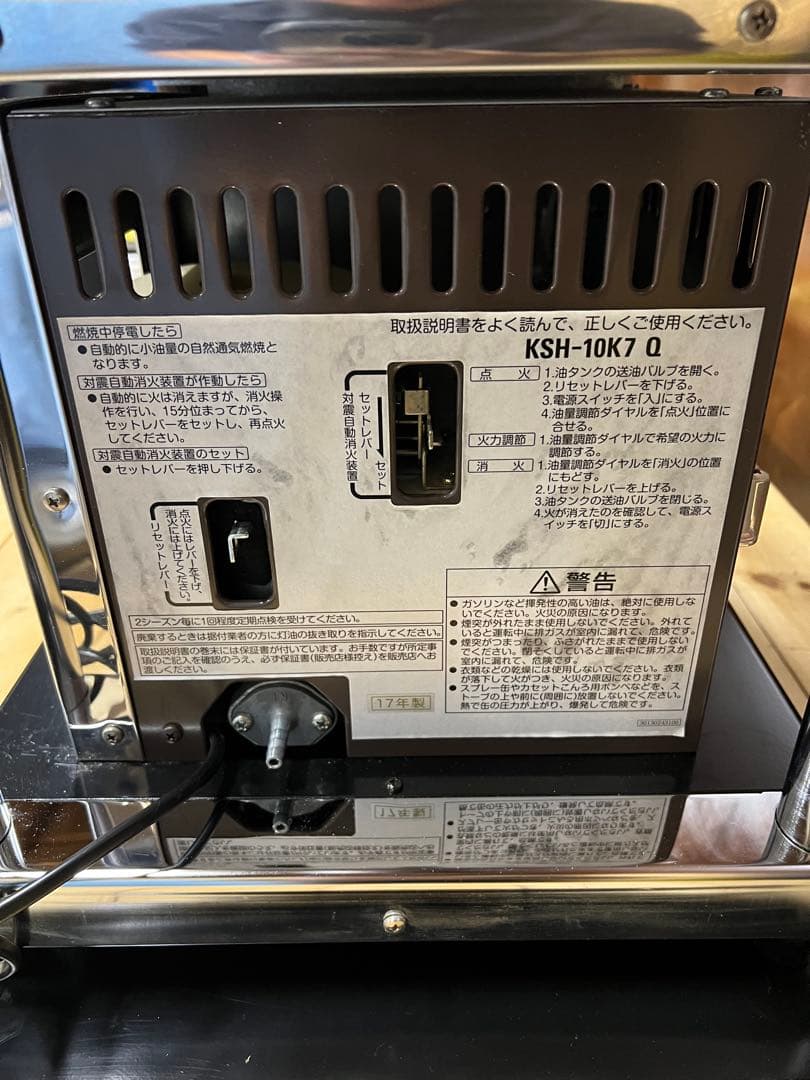 取扱説明書をよく読んで、正しくご使用ください。
KSH-10K7 Q
燃焼中停電したら
●自動的に小油量の自然通気燃焼と
なります。
対震自動消火装置が作動したら
●自動的に火は消えますが、消火操
作を行い、15分位まってから、
セットレバーをセットし、再点火
してください。
対震自動消火装置のセット
●セットレバーを押し下げる。
対震自動消火装置
セットレバー
セット
点火 1.油タンクの送油バルブを開く。
2.リセットレバーを下げる。
3.電源スイッチを「入」にする。
4.油量調節ダイヤルを「点火」位置に
合せる。
火力調節 1.油量調節ダイヤルで希望の火力に
調節する。
消火 1.油量調節ダイヤルを「消火」の位置
にもどす。
2.リセットレバーを上げる。
3.油タンクの送油バルブを閉じる。
4.火が消えたのを確認して、電源ス
イッチを「切」にする。
点火にはレバーを下げ、
消火には上げてください。
リセットレバー
2シーズン毎に1回程度定期点検を受けてください。
廃棄するときは据付業者の方に灯油の抜き取りを指示してください。
取扱説明書の巻末には保証書が付いています。お手数ですが所定事
項のご記入を確認のうえ、必ず保証書(販売店様控え)を販売店へお
渡しください。
警告
●ガソリンなど揮発性の高い油は、絶対に使用しな
いでください。火災の原因になります。
●煙突が外れたまま使用しないでください。外れて
いると運転中に排ガスが室内に漏れて、危険です。
●煙突がつまったり、ふさがれたままで使用しない
でください。閉そくしていると運転中に排ガスが
室内に漏れて、危険です。
●衣類などの乾燥には使用しないでください。衣類
が落下して火がつき、火災の原因になります。
●スプレー缶やカセットこんろ用ボンベなどを、ス
トーブの上や前に(周囲に)放置しないでください。
熱で缶の圧力が上がり、爆発して危険です。
17年製